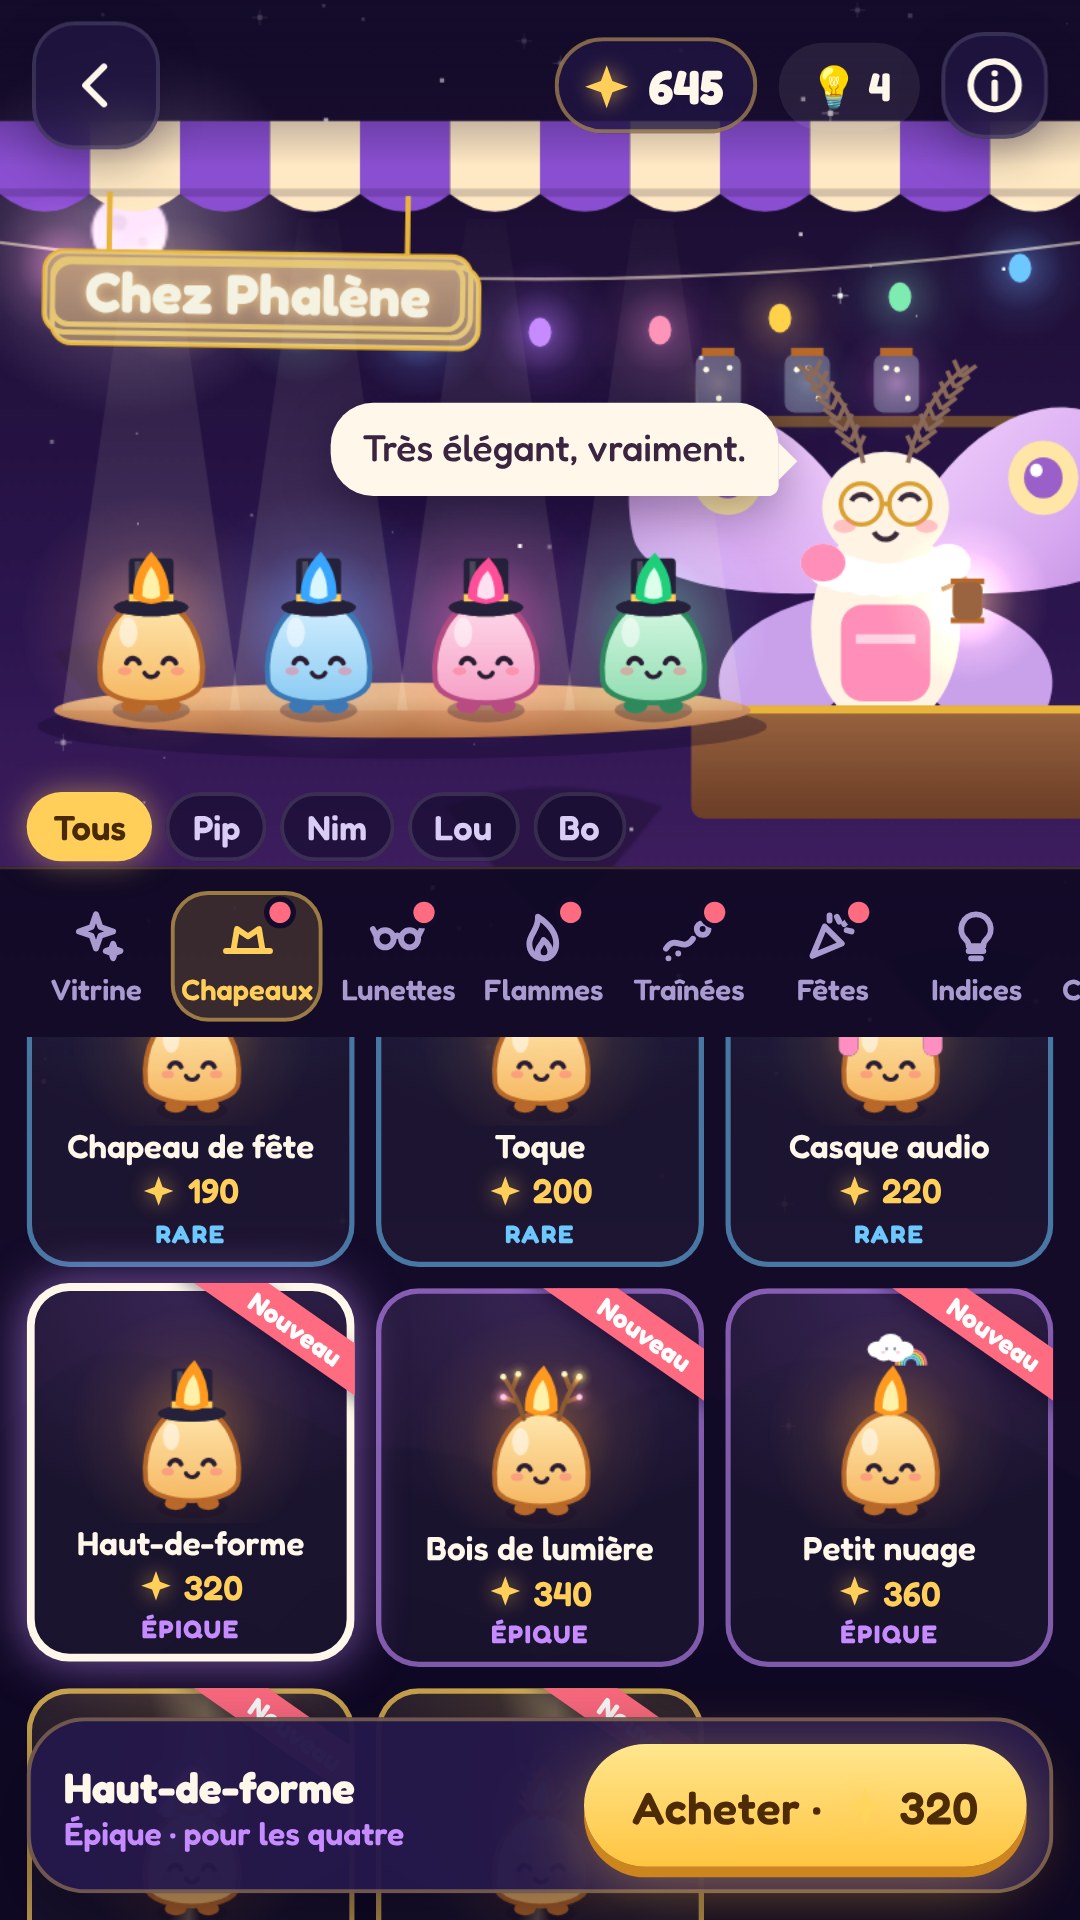 645
4
Chez Phalène
Très élégant, vraiment.
Tous
Pip
Nim
Lou
Bo
Vitrine
Chapeaux
Lunettes
Flammes
Traînées
Fêtes
Indices
C
Chapeau de fête
190
RARE
Toque
200
RARE
Casque audio
220
RARE
Nouveau
Haut-de-forme
320
ÉPIQUE
Nouveau
Bois de lumière
340
ÉPIQUE
Nouveau
Petit nuage
360
ÉPIQUE
Haut-de-forme
Épique · pour les quatre
Acheter · 320